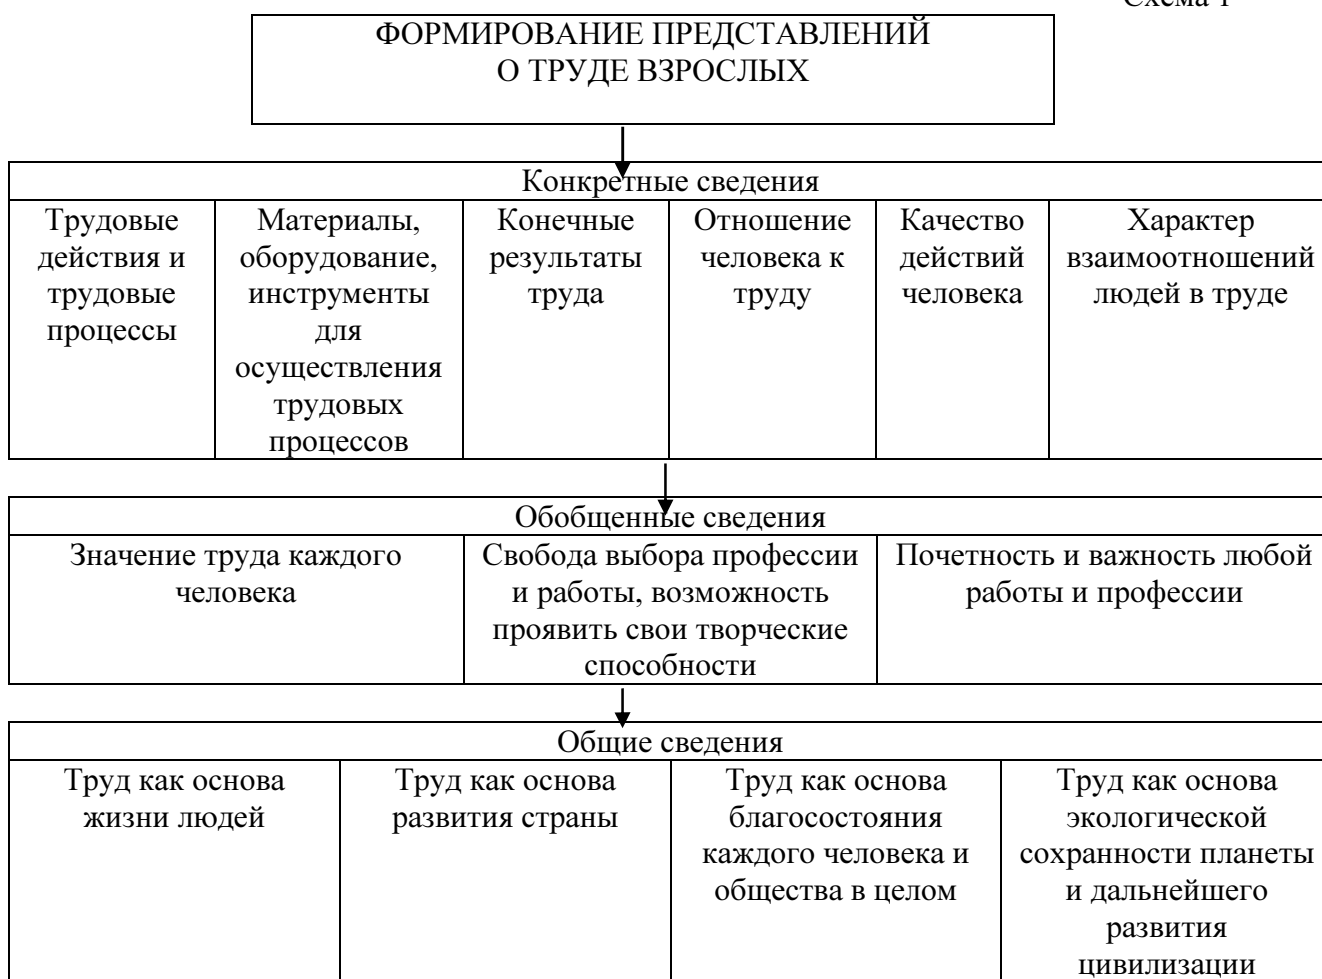 Схема 1
ФОРМИРОВАНИЕ ПРЕДСТАВЛЕНИЙ
О ТРУДЕ ВЗРОСЛЫХ
Конкретные сведения
Трудовые
действия и
трудовые
процессы
Материалы,
оборудование,
инструменты
для
осуществления
трудовых
процессов
Конечные
результаты
труда
Отношение
человека к
труду
Качество
действий
человека
Характер
взаимоотношений
людей в труде
Обобщенные сведения
Значение труда каждого
человека
Свобода выбора профессии
и работы, возможность
проявить свои творческие
способности
Почетность и важность любой
работы и профессии
Общие сведения
Труд как основа
жизни людей
Труд как основа
развития страны
Труд как основа
благосостояния
каждого человека и
общества в целом
Труд как основа
экологической
сохранности планеты
и дальнейшего
развития
цивилизации